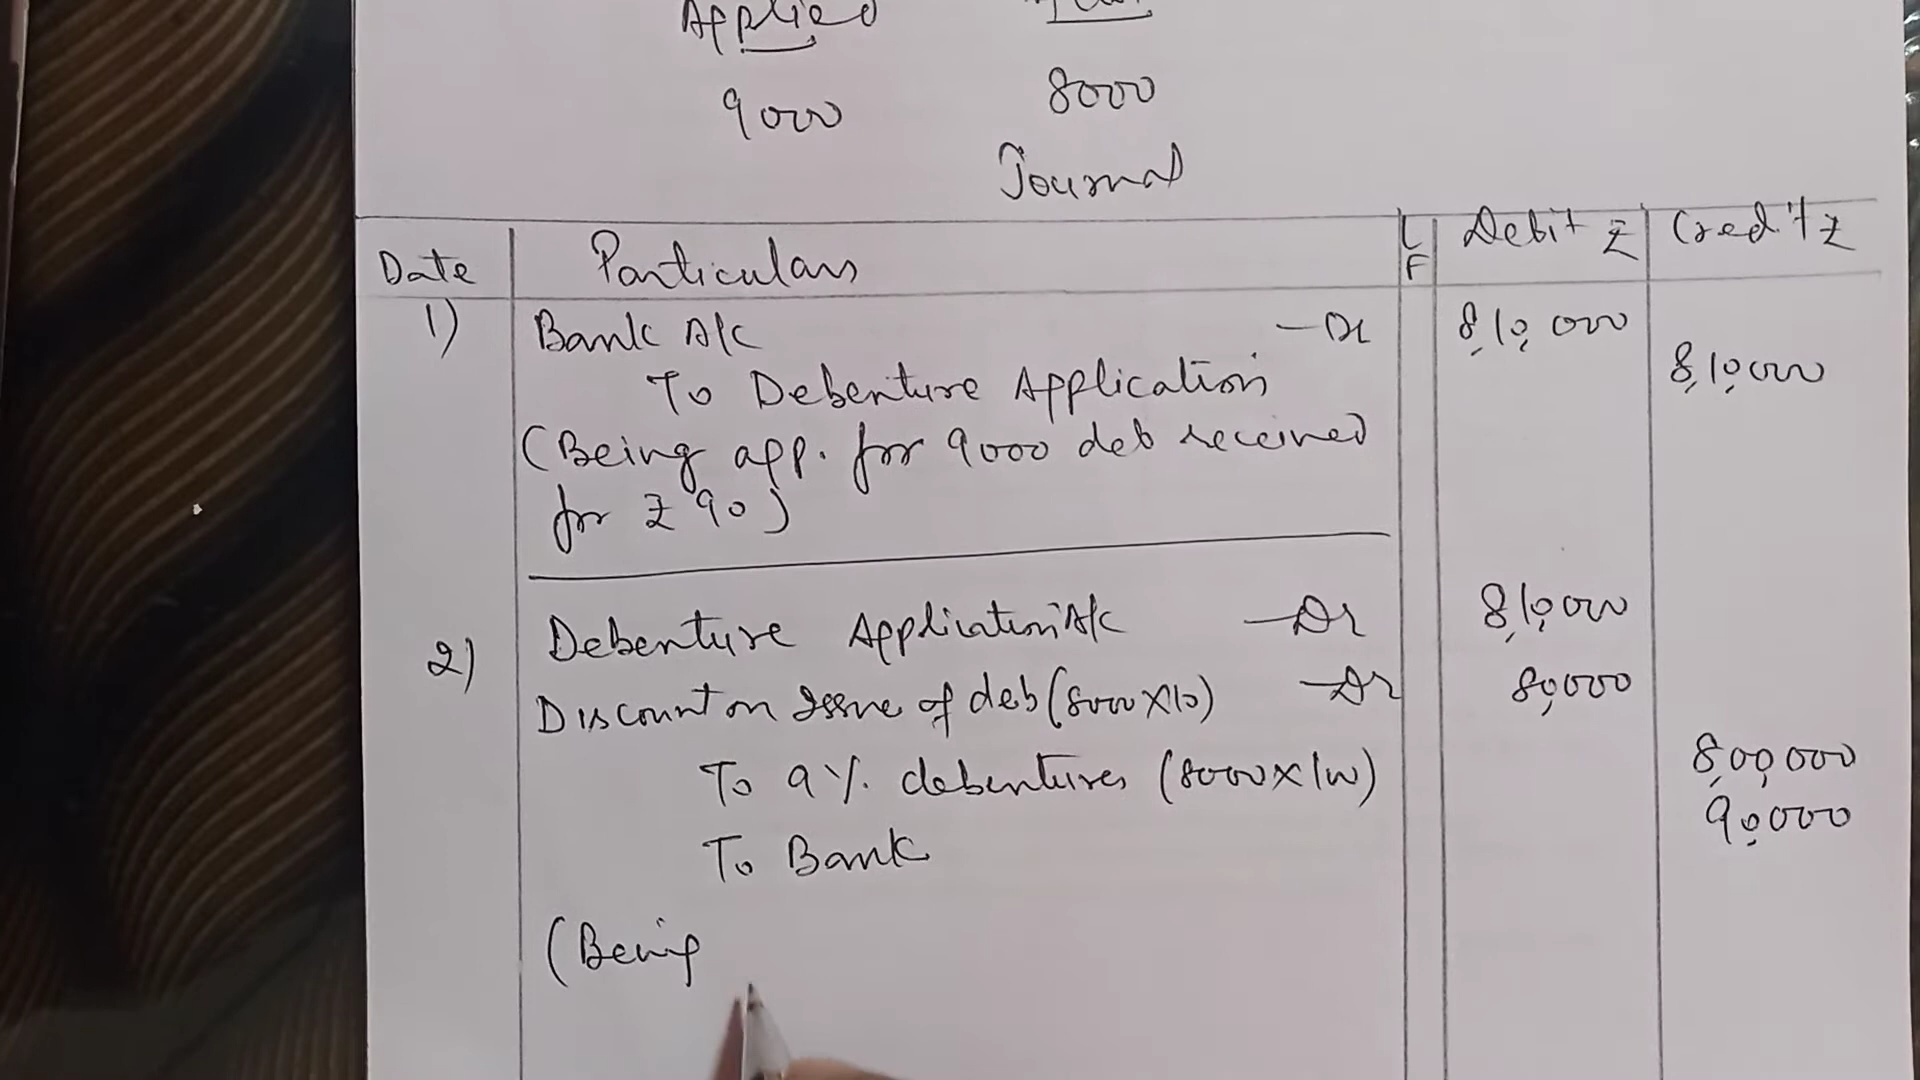 Applied
9000 8000
Journal
Date Particulars LF Debit ₹ Credit ₹
1) Bank A/c — Dr 8,10,000
To Debenture Application 8,10,000
(Being app. for 9000 deb received
for ₹ 90)
2) Debenture Application A/c — Dr 8,10,000
Discount on Issue of deb (8000 X 10) — Dr 80,000
To 9 %. debentures (8000 X 100) 8,00,000
To Bank 90,000
(Being